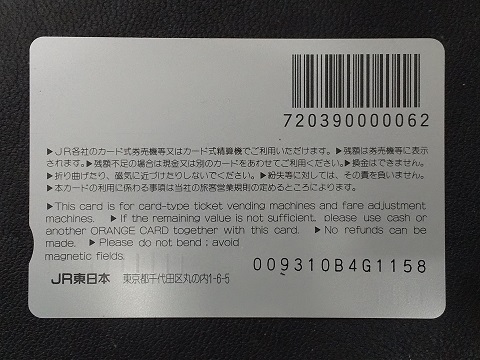 720390000062
▶JR各社のカード式券売機等又はカード式精算機でご利用いただけます。▶残額は券売機等に表示
されます。▶残額不足の場合は現金又は別のカードをあわせてご利用ください。▶換金はできません。
▶折り曲げたり、磁気に近づけたりしないでください。▶紛失等に対しては、その責を負いません。
▶本カードの利用に係わる事項は当社の旅客営業規則の定めるところによります。
▶This card is for card-type ticket vending machines and fare adjustment
machines. ▶If the remaining value is not sufficient, please use cash or
another ORANGE CARD together with this card. ▶No refunds can be
made. ▶Please do not bend; avoid
magnetic fields.
009310B4G1158
JR東日本 東京都千代田区丸の内1-6-5